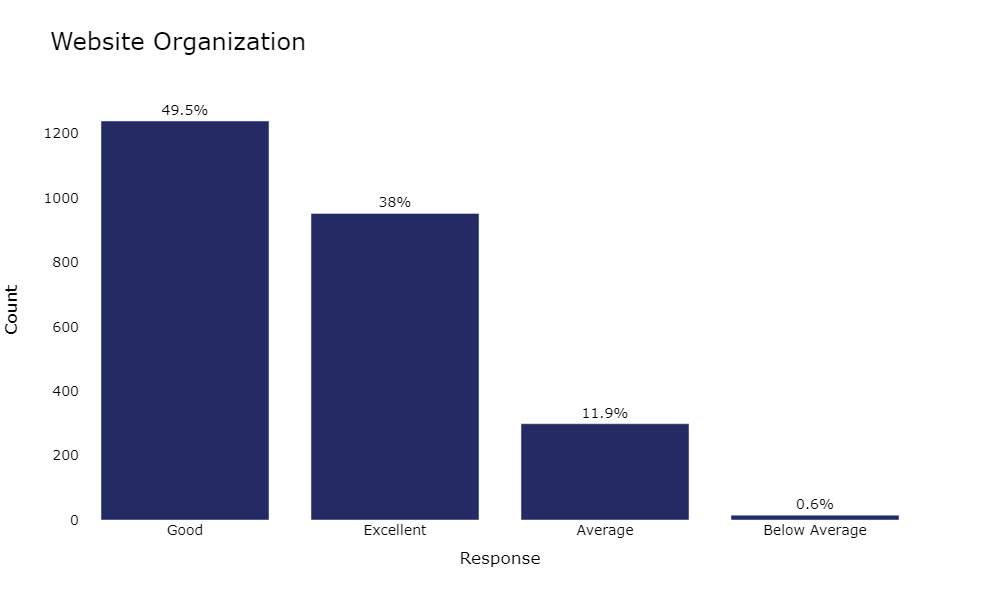 Website Organization
49.5%
38%
11.9%
0.6%
1200
1000
800
600
400
200
0
Count
Good
Excellent
Average
Below Average
Response